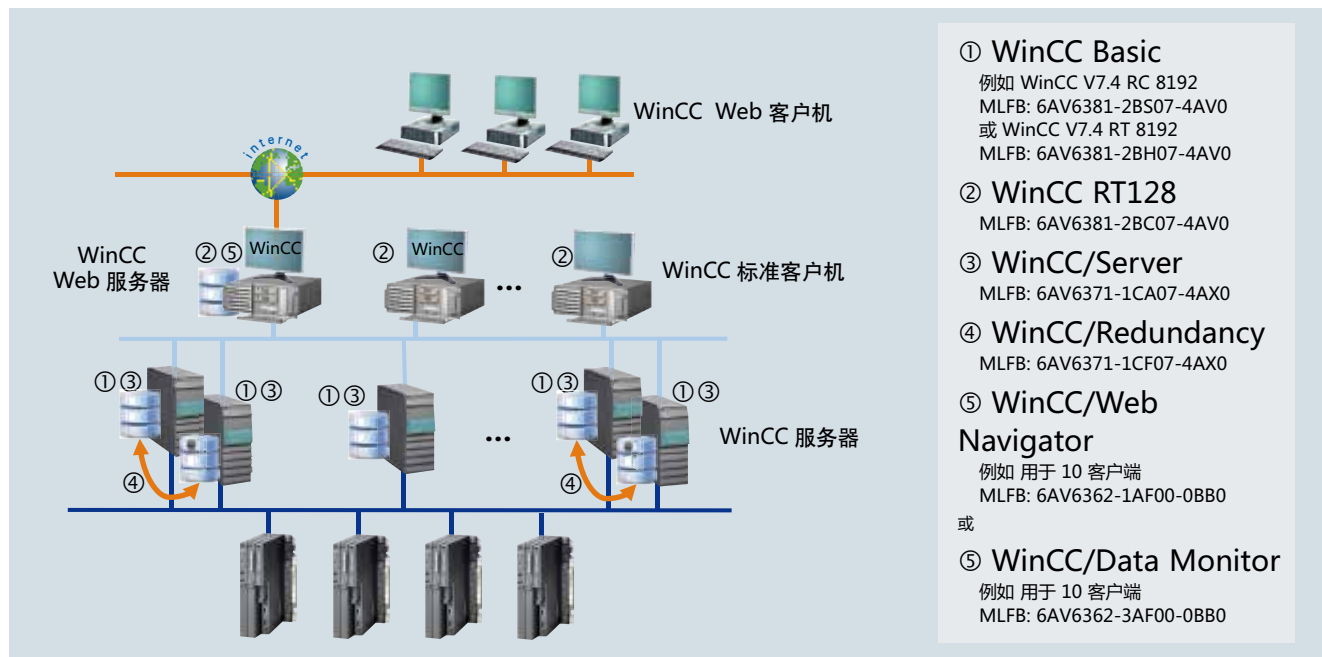 WinCC Web 客户机
internet
WinCC
Web 服务器
②⑤
WinCC
②
WinCC
②
...
WinCC 标准客户机
①③
①③
①③
...
①③
①③
WinCC 服务器
④
④
① WinCC Basic
例如 WinCC V7.4 RC 8192
MLFB: 6AV6381-2BS07-4AV0
或 WinCC V7.4 RT 8192
MLFB: 6AV6381-2BH07-4AV0
② WinCC RT128
MLFB: 6AV6381-2BC07-4AV0
③ WinCC/Server
MLFB: 6AV6371-1CA07-4AX0
④ WinCC/Redundancy
MLFB: 6AV6371-1CF07-4AX0
⑤ WinCC/Web
Navigator
例如 用于 10 客户端
MLFB: 6AV6362-1AF00-0BB0
或
⑤ WinCC/Data Monitor
例如 用于 10 客户端
MLFB: 6AV6362-3AF00-0BB0